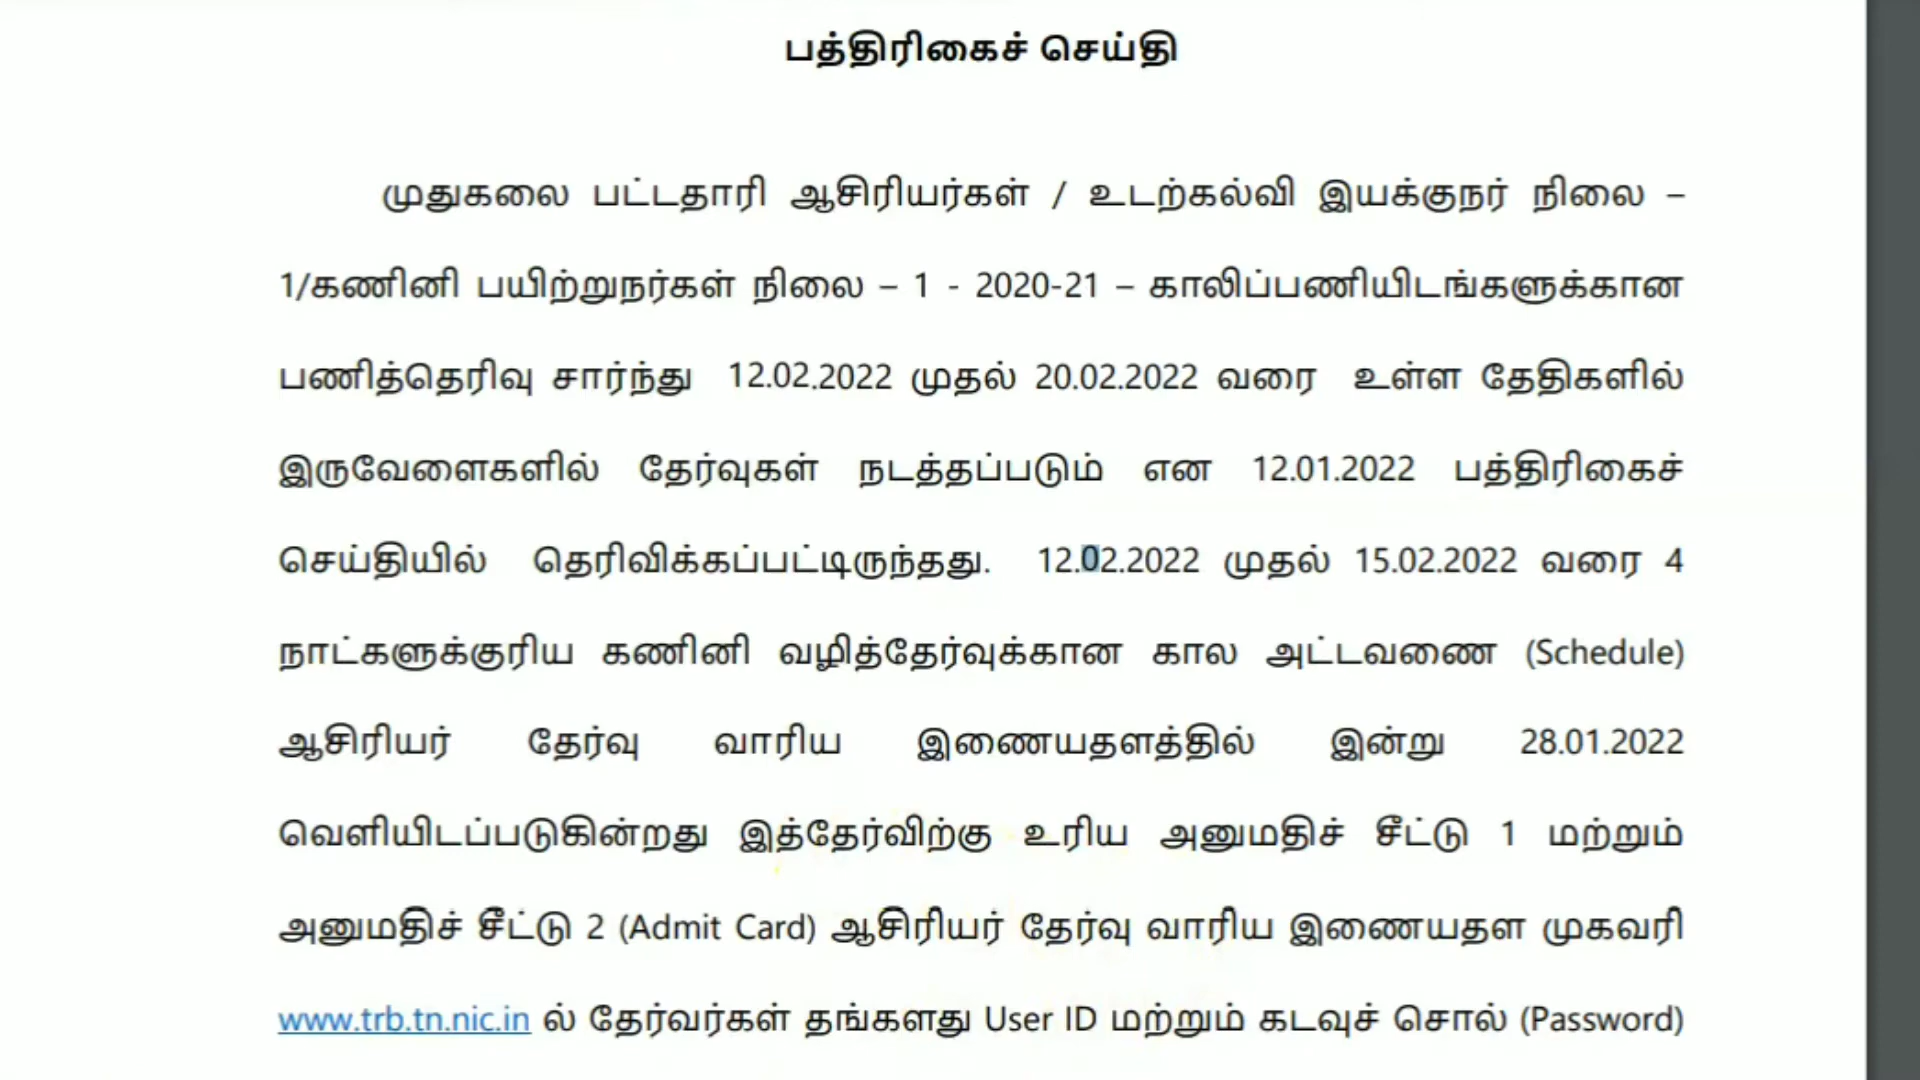 பத்திரிகைச் செய்தி
முதுகலை பட்டதாரி ஆசிரியர்கள் / உடற்கல்வி இயக்குநர் நிலை –
1/கணினி பயிற்றுநர்கள் நிலை – 1 - 2020-21 – காலிப்பணியிடங்களுக்கான
பணித்தெரிவு சார்ந்து 12.02.2022 முதல் 20.02.2022 வரை உள்ள தேதிகளில்
இருவேளைகளில் தேர்வுகள் நடத்தப்படும் என 12.01.2022 பத்திரிகைச்
செய்தியில் தெரிவிக்கப்பட்டிருந்தது. 12.02.2022 முதல் 15.02.2022 வரை 4
நாட்களுக்குரிய கணினி வழித்தேர்வுக்கான கால அட்டவணை (Schedule)
ஆசிரியர் தேர்வு வாரிய இணையதளத்தில் இன்று 28.01.2022
வெளியிடப்படுகின்றது இத்தேர்விற்கு உரிய அனுமதிச் சீட்டு 1 மற்றும்
அனுமதிச் சீட்டு 2 (Admit Card) ஆசிரியர் தேர்வு வாரிய இணையதள முகவரி
www.trb.tn.nic.in ல் தேர்வர்கள் தங்களது User ID மற்றும் கடவுச் சொல் (Password)